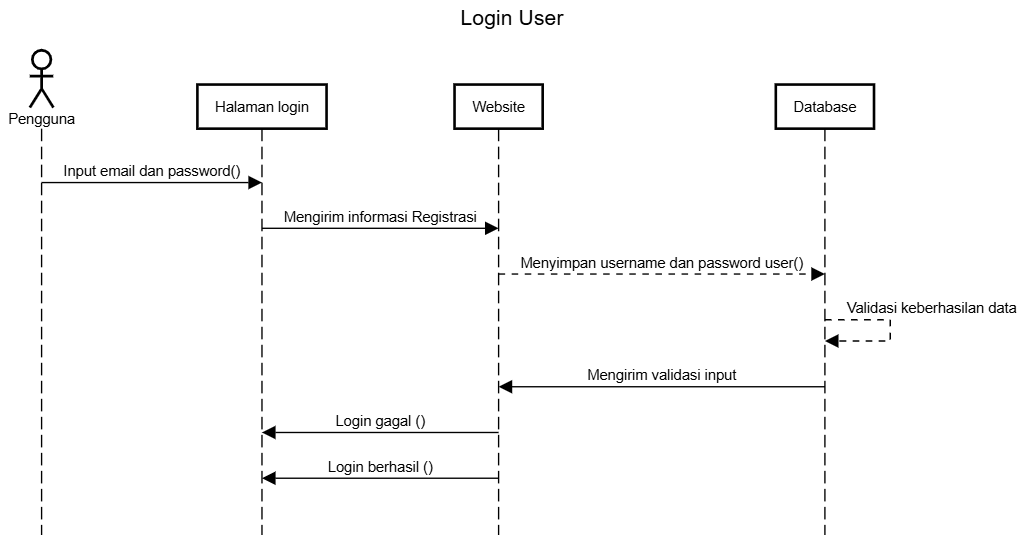 Login User
Pengguna
Halaman login
Website
Database
Input email dan password()
Mengirim informasi Registrasi
Menyimpan username dan password user()
Validasi keberhasilan data
Mengirim validasi input
Login gagal ()
Login berhasil ()